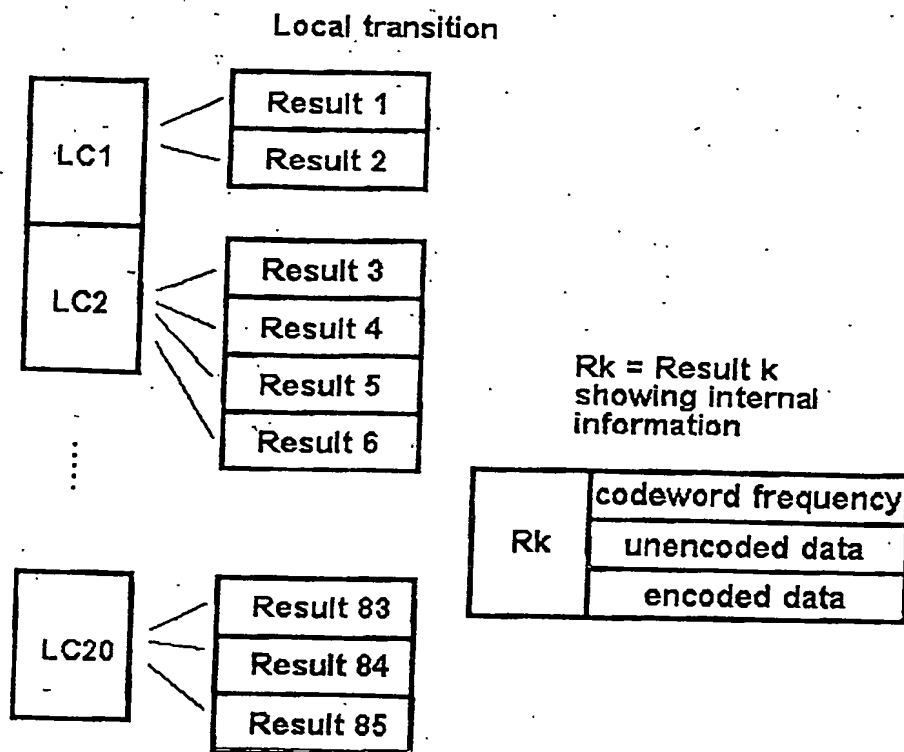 Local transition
LC1
Result 1
Result 2
LC2
Result 3
Result 4
Result 5
Result 6
Rk = Result k
showing internal
information
Rk
codeword frequency
unencoded data
encoded data
LC20
Result 83
Result 84
Result 85